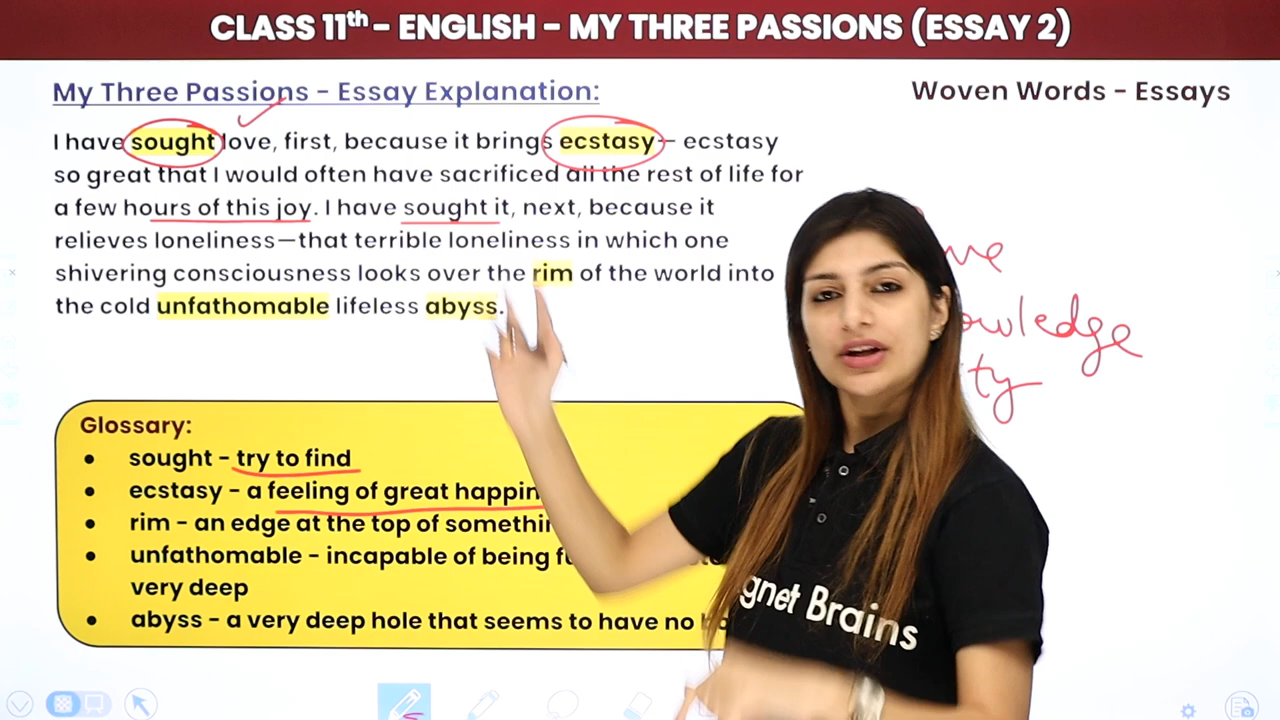 CLASS 11th - ENGLISH - MY THREE PASSIONS (ESSAY 2)
My Three Passions - Essay Explanation:
Woven Words - Essays
I have sought love, first, because it brings ecstasy— ecstasy
so great that I would often have sacrificed all the rest of life for
a few hours of this joy. I have sought it, next, because it
relieves loneliness—that terrible loneliness in which one
shivering consciousness looks over the rim of the world into
the cold unfathomable lifeless abyss.
Glossary:
• sought - try to find
• ecstasy - a feeling of great
• rim - an edge at the top of
• unfathomable - incapable of being
very deep
• abyss - a very deep hole that seems to have no
Brains